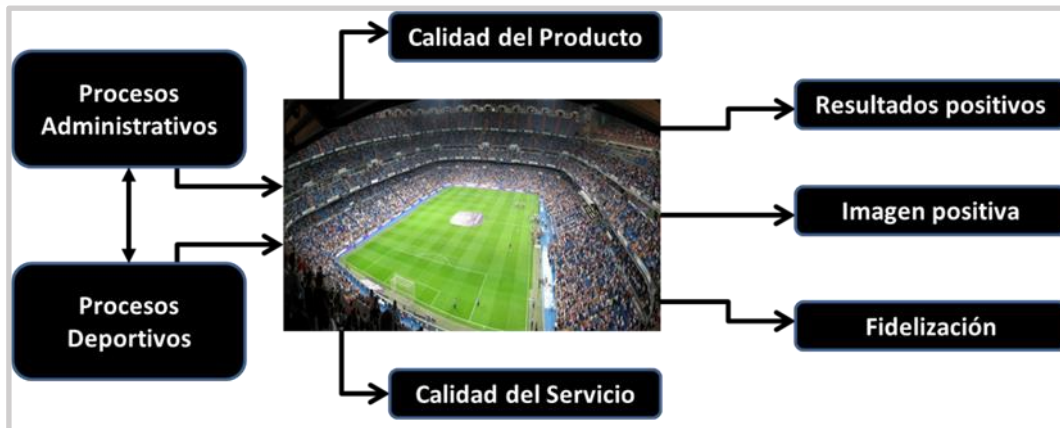 Calidad del Producto
Procesos
Administrativos
Resultados positivos
Imagen positiva
Procesos
Deportivos
Fidelización
Calidad del Servicio